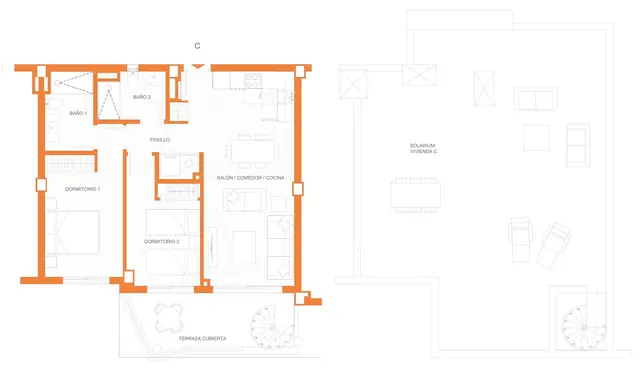 C
BAÑO 2
BAÑO 1
PASILLO
SOLARIUM
VIVIENDA C
SALÓN / COMEDOR / COCINA
DORMITORIO 1
DORMITORIO 2
TERRAZA CUBIERTA